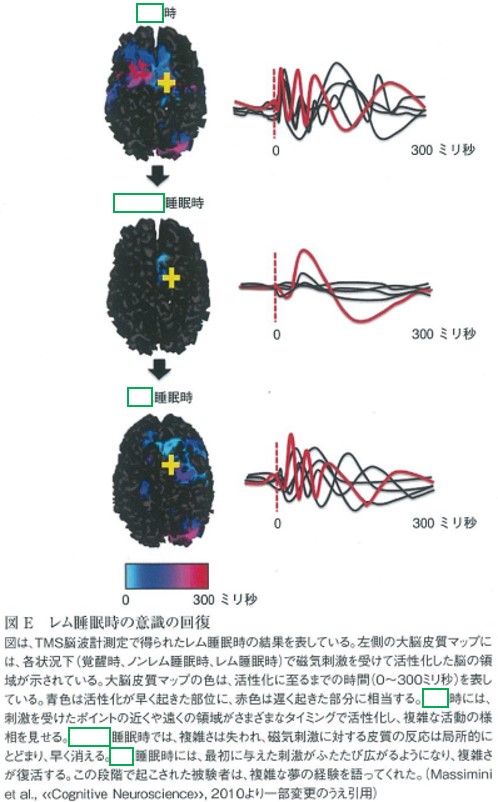 時
0
300 ミリ秒
睡眠時
0
300 ミリ秒
睡眠時
0
300 ミリ秒
0
300 ミリ秒
図 E　レム睡眠時の意識の回復
図は、TMS脳波計測定で得られたレム睡眠時の結果を表している。左側の大脳皮質マップに
は、各状況下（覚醒時、ノンレム睡眠時、レム睡眠時）で磁気刺激を受けて活性化した脳の領
域が示されている。大脳皮質マップの色は、活性化に至るまでの時間（0～300ミリ秒）を表し
ている。青色は活性化が早く起きた部位に、赤色は遅く起きた部分に相当する。時には、
刺激を受けたポイントの近くや遠くの領域がさまざまなタイミングで活性化し、複雑な活動の様
相を見せる。睡眠時では、複雑さは失われ、磁気刺激に対する皮質の反応は局所的に
とどまり、早く消える。睡眠時には、最初に与えた刺激がふたたび広がるようになり、複雑さ
が復活する。この段階で起こされた被験者は、複雑な夢の経験を語ってくれた。（Massimini
et al., ‹‹Cognitive Neuroscience››, 2010より一部変更のうえ引用）